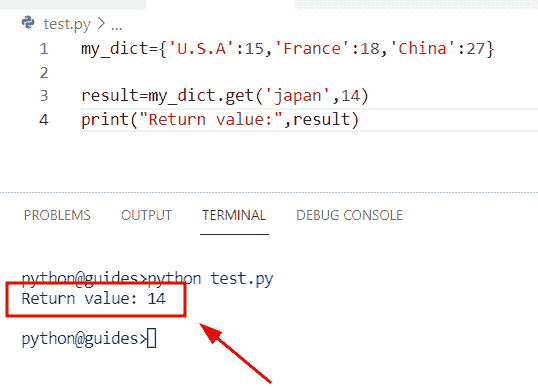 test.py > ...
1 my_dict={'U.S.A':15,'France':18,'China':27}
2
3 result=my_dict.get('japan',14)
4 print("Return value:",result)
PROBLEMS OUTPUT TERMINAL DEBUG CONSOLE
python@guides>python test.py
Return value: 14
python@guides>